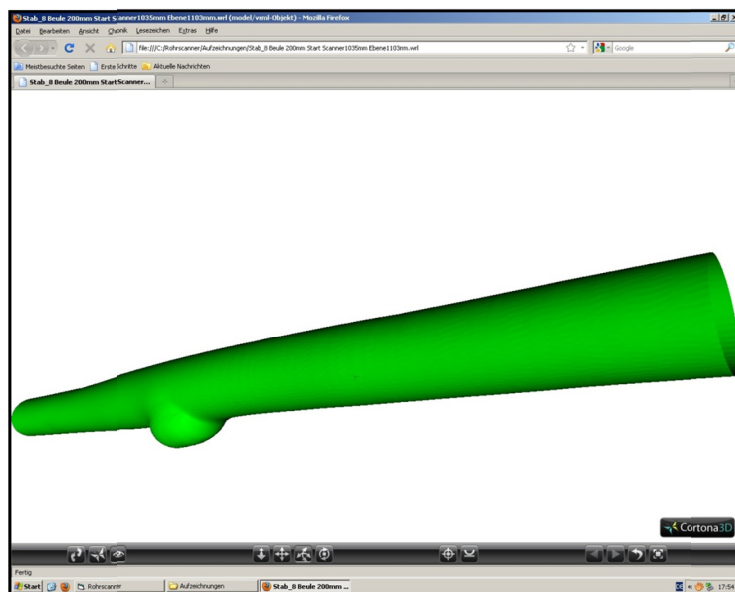 Stab_8 Beule 200mm Start Scanner1035mm Ebene1103mm.wrl (model/vrml-Objekt) - Mozilla Firefox
Datei Bearbeiten Ansicht Chronik Lesezeichen Extras Hilfe
file:///C:/Rohrscanner/Aufzeichnungen/Stab_8 Beule 200mm Start Scanner1035mm Ebene1103mm.wrl
Google
Meistbesuchte Seiten Erste Schritte Aktuelle Nachrichten
Stab_8 Beule 200mm StartScanner...
Cortona3D
Fertig
Start Rohrscanner Aufzeichnungen Stab_8 Beule 200mm ... DE « 17:54